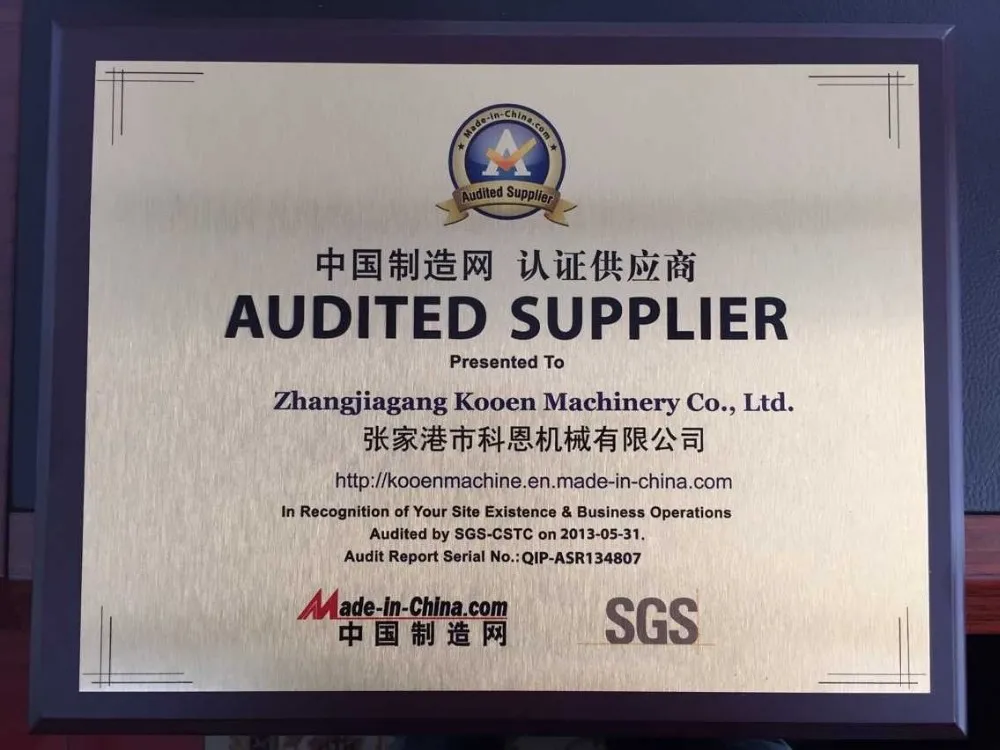 Made-in-China.com
Audited Supplier
中国制造网 认证供应商
AUDITED SUPPLIER
Presented To
Zhangjiagang Kooen Machinery Co., Ltd.
张家港市科恩机械有限公司
http://kooenmachine.en.made-in-china.com
In Recognition of Your Site Existence & Business Operations
Audited by SGS-CSTC on 2013-05-31.
Audit Report Serial No.:QIP-ASR134807
Made-in-China.com
中国制造网
SGS